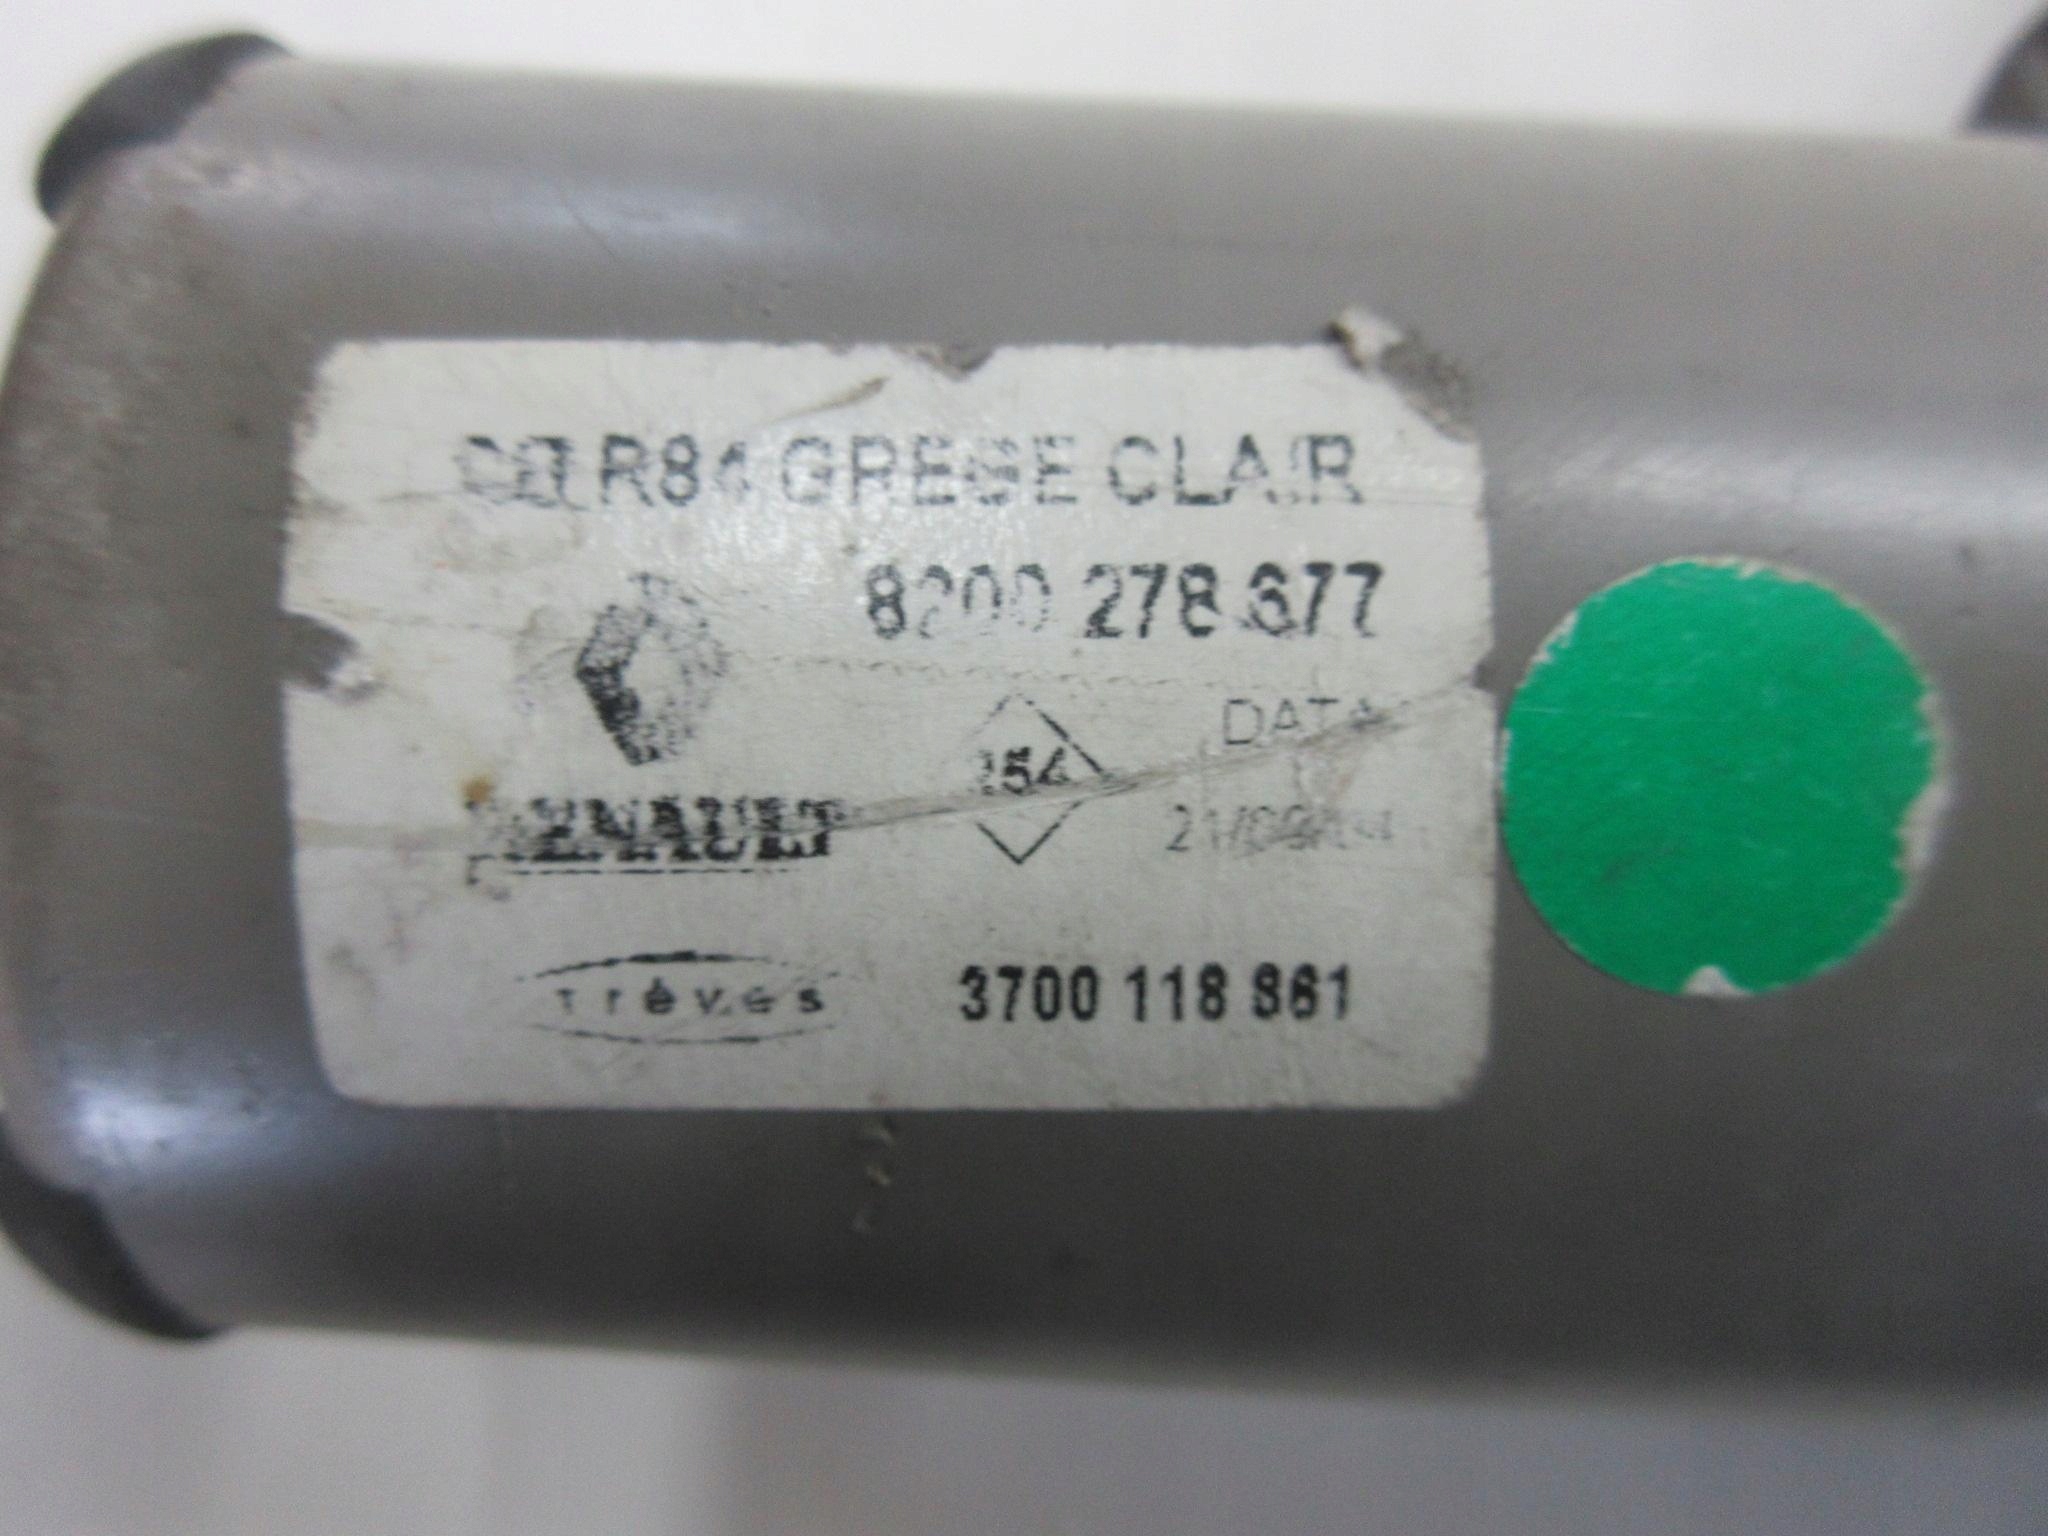 R84 GREGE CLAIR
8200 278 677
154
DATA
RENAULT
trèves
3700 118 861